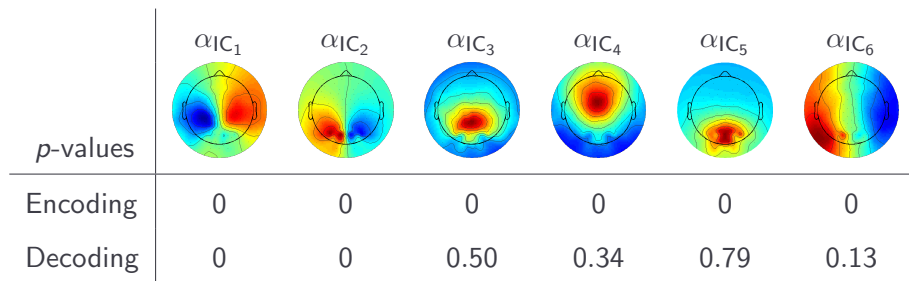 α_IC₁ α_IC₂ α_IC₃ α_IC₄ α_IC₅ α_IC₆
p-values
Encoding 0 0 0 0 0 0
Decoding 0 0 0.50 0.34 0.79 0.13